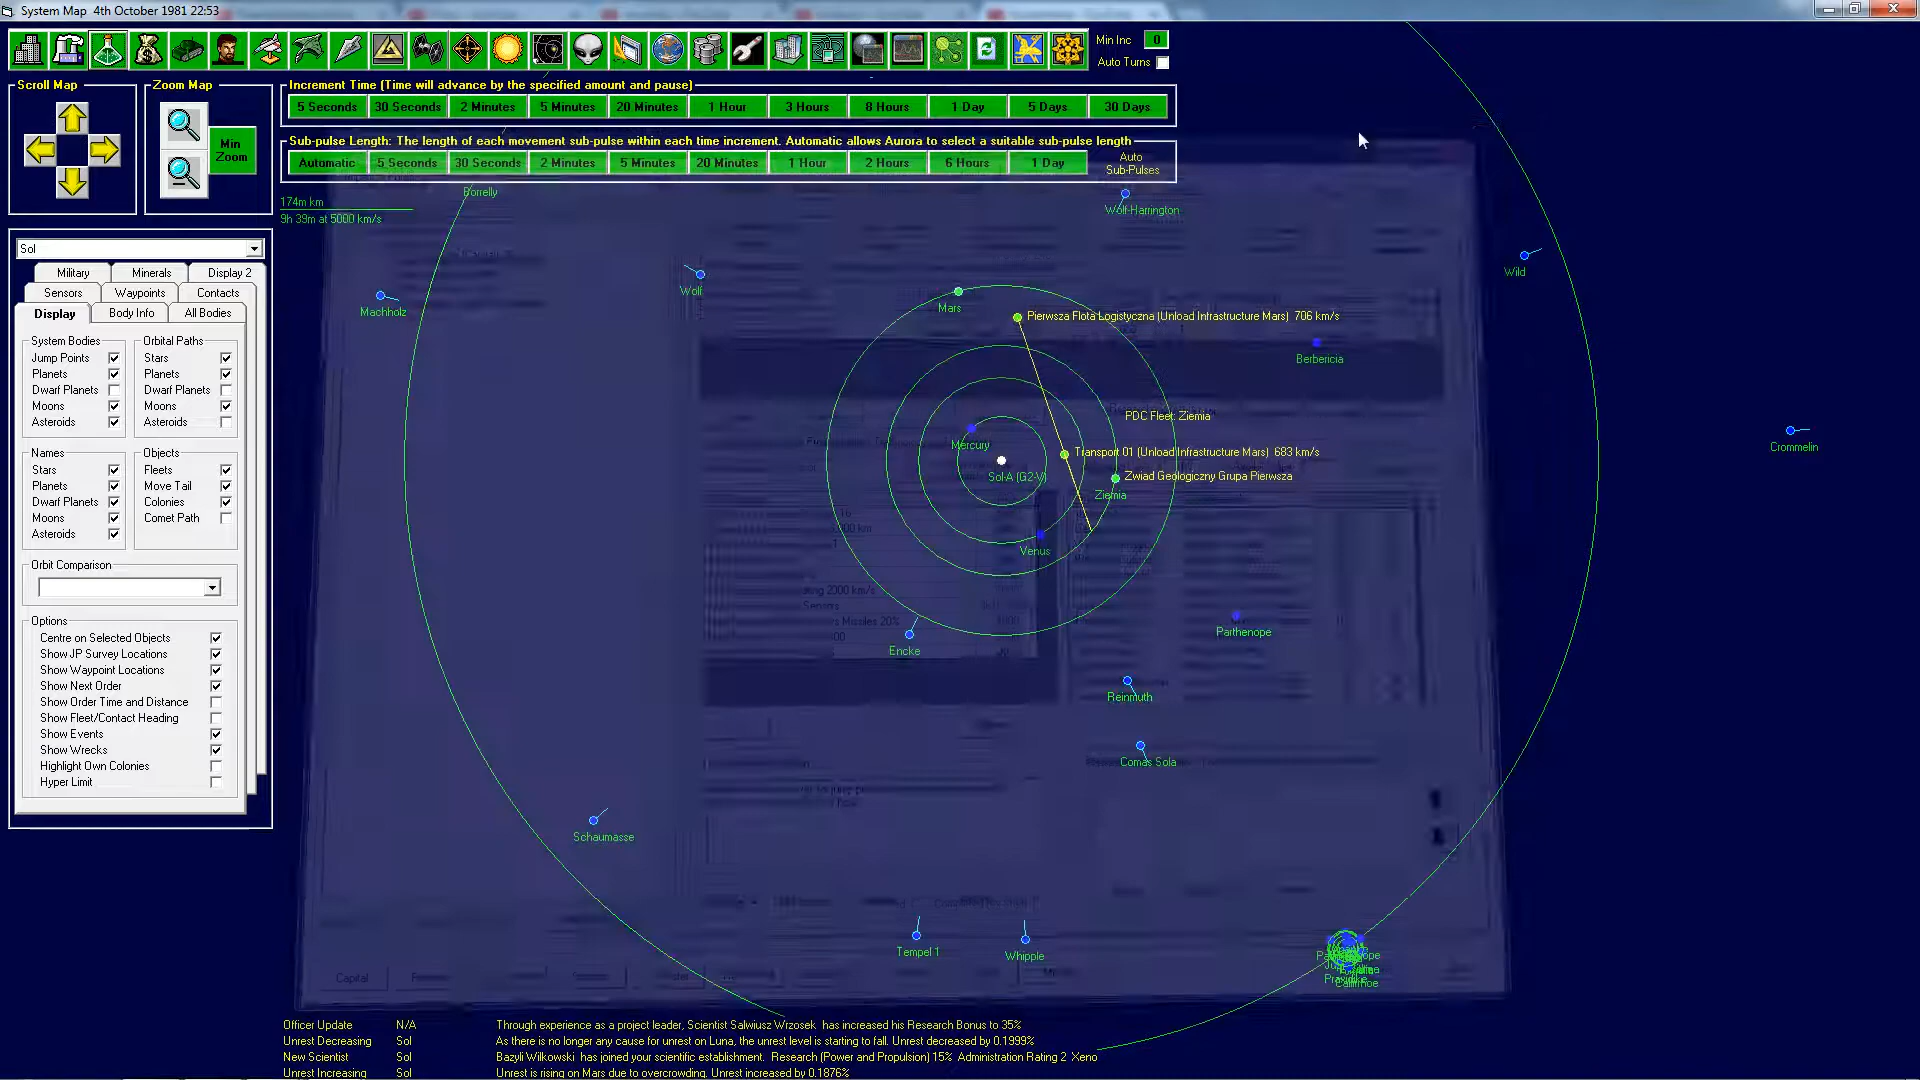 System Map 4th October 1981 22:53
Min Inc 0
Auto Turns
Scroll Map
Zoom Map
Min Zoom
Increment Time (Time will advance by the specified amount and pause)
5 Seconds 30 Seconds 2 Minutes 5 Minutes 20 Minutes 1 Hour 3 Hours 8 Hours 1 Day 5 Days 30 Days
Sub-pulse Length: The length of each movement sub-pulse within each time increment. Automatic allows Aurora to select a suitable sub-pulse length
Automatic 5 Seconds 30 Seconds 2 Minutes 5 Minutes 20 Minutes 1 Hour 2 Hours 6 Hours 1 Day
Auto Sub-Pulses
174m km
9h 39m at 5000 km/s
Sol
Military Minerals Display 2
Sensors Waypoints Contacts
Display Body Info All Bodies
System Bodies
Jump Points
Planets
Dwarf Planets
Moons
Asteroids
Orbital Paths
Stars
Planets
Dwarf Planets
Moons
Asteroids
Names
Stars
Planets
Dwarf Planets
Moons
Asteroids
Objects
Fleets
Move Tail
Colonies
Comet Path
Orbit Comparison
Options
Centre on Selected Objects
Show JP Survey Locations
Show Waypoint Locations
Show Next Order
Show Order Time and Distance
Show Fleet/Contact Heading
Show Events
Show Wrecks
Highlight Own Colonies
Hyper Limit
Borrelly
Wolf-Harrington
Wild
Wolf
Machholz
Mars
Pierwsza Flota Logistyczna (Unload Infrastructure Mars) 706 km/s
Berbericia
PDC Fleet: Ziemia
Mercury
Transport 01 (Unload Infrastructure Mars) 683 km/s
Crommelin
Sol-A (G2-V)
Zwiad Geologiczny Grupa Pierwsza
Ziemia
Venus
Parthenope
Encke
Reinmuth
Comas Sola
Schaumasse
Tempel 1
Whipple
Officer Update N/A Through experience as a project leader, Scientist Salwiusz Wrzosek has increased his Research Bonus to 35%
Unrest Decreasing Sol As there is no longer any cause for unrest on Luna, the unrest level is starting to fall. Unrest decreased by 0.1999%
New Scientist Sol Bazyli Wilkowski has joined your scientific establishment. Research (Power and Propulsion) 15% Administration Rating 2 Xeno
Unrest Increasing Sol Unrest is rising on Mars due to overcrowding. Unrest increased by 0.1876%